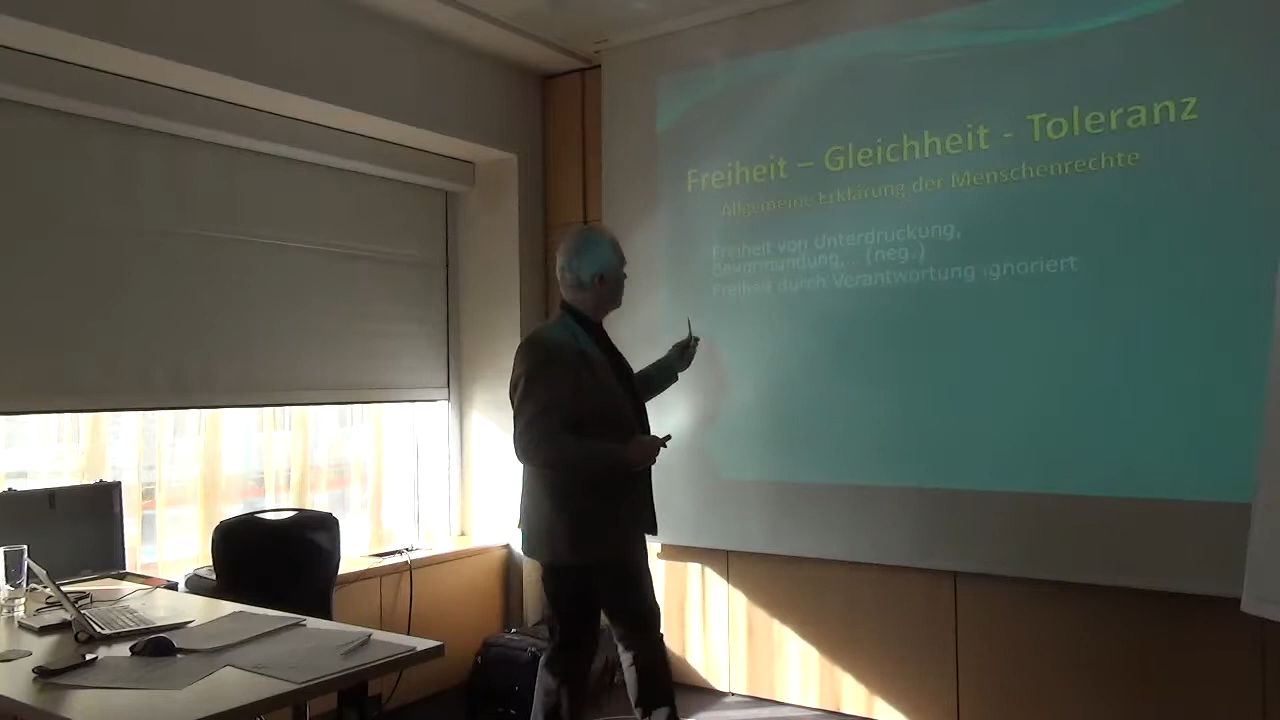 Freiheit – Gleichheit - Toleranz
Allgemeine Erklärung der Menschenrechte
Freiheit von Unterdrückung,
Bevormundung,.. (neg.)
Freiheit durch Verantwortung ignoriert